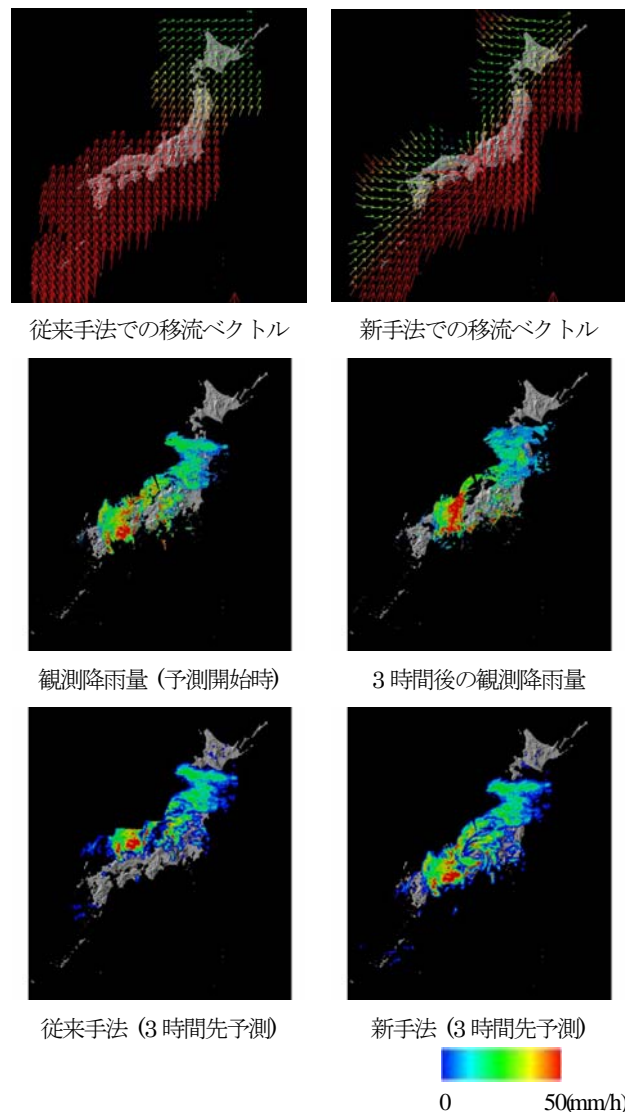 従来手法での移流ベクトル
新手法での移流ベクトル
観測降雨量 (予測開始時)
3 時間後の観測降雨量
従来手法 (3 時間先予測)
新手法 (3 時間先予測)
0 50(mm/h)